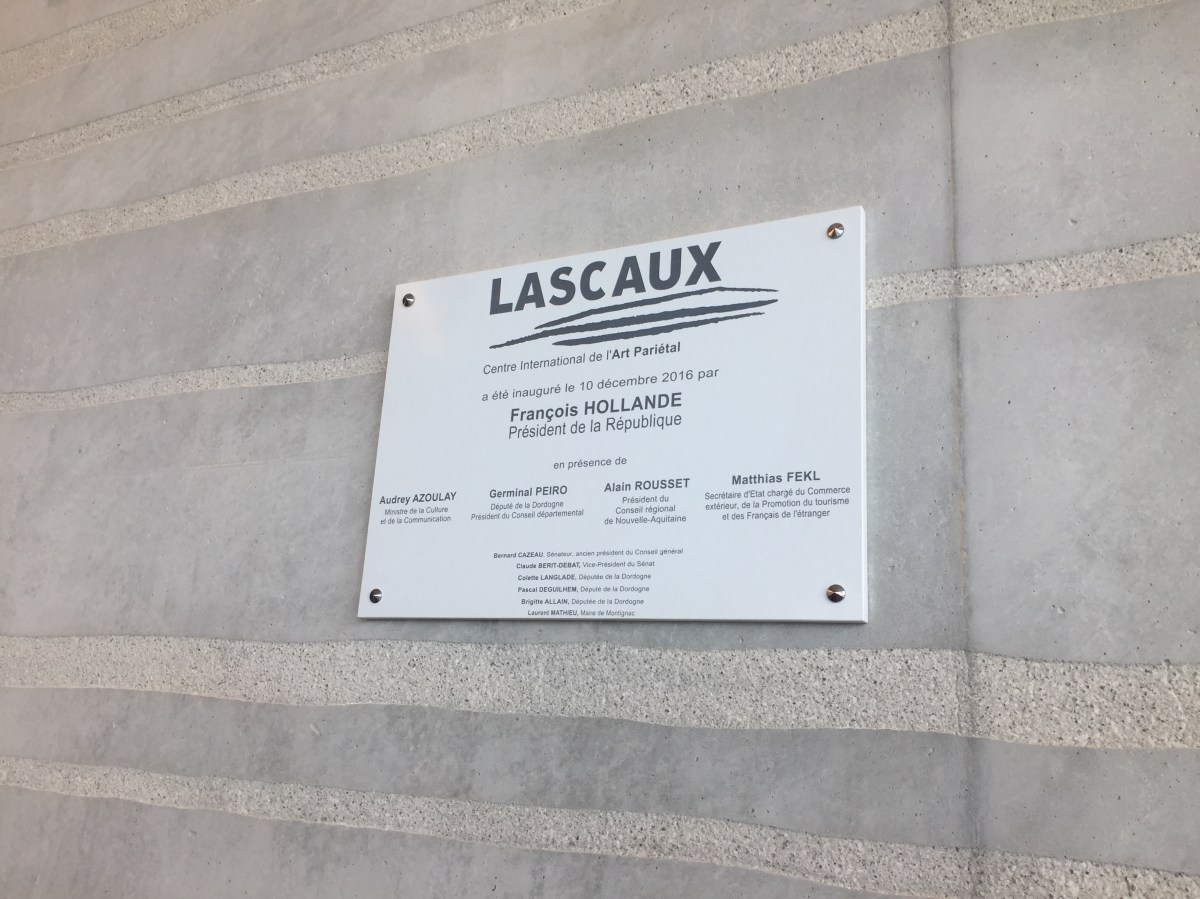 LASCAUX
Centre International de l'Art Pariétal
a été inauguré le 10 décembre 2016 par
François HOLLANDE
Président de la République
en présence de
Audrey AZOULAY
Ministre de la Culture
et de la Communication
Germinal PEIRO
Député de la Dordogne
Président du Conseil départemental
Alain ROUSSET
Président du
Conseil régional
de Nouvelle-Aquitaine
Matthias FEKL
Secrétaire d'Etat chargé du Commerce
extérieur, de la Promotion du tourisme
et des Français de l'étranger
Bernard CAZEAU, Sénateur, ancien président du Conseil général
Claude BERIT-DEBAT, Vice-Président du Sénat
Colette LANGLADE, Députée de la Dordogne
Pascal DEGUILHEM, Député de la Dordogne
Brigitte ALLAIN, Députée de la Dordogne
Laurent MATHIEU, Maire de Montignac